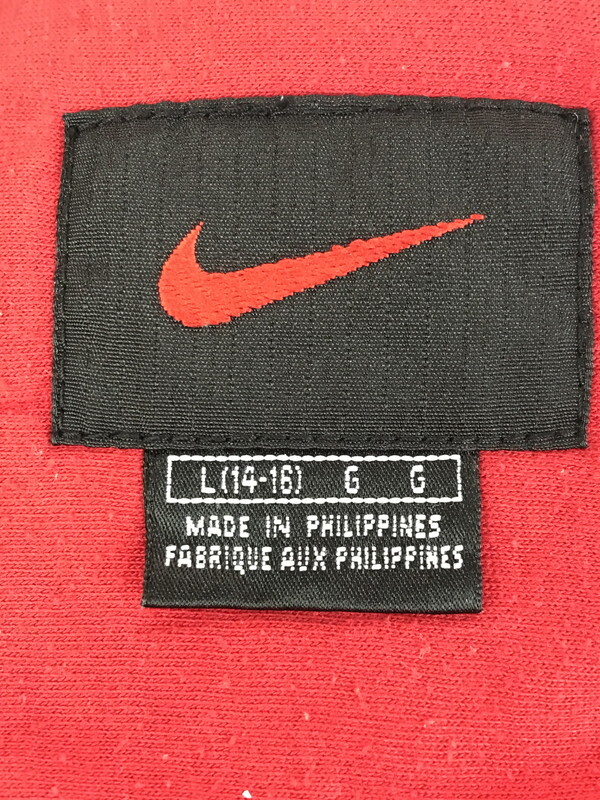 L(14-16) G G
MADE IN PHILIPPINES
FABRIQUE AUX PHILIPPINES